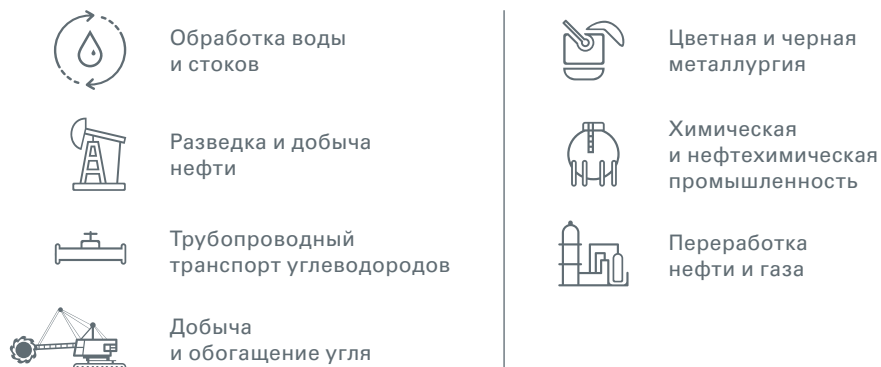 Обработка воды
и стоков
Разведка и добыча
нефти
Трубопроводный
транспорт углеводородов
Добыча
и обогащение угля
Цветная и черная
металлургия
Химическая
и нефтехимическая
промышленность
Переработка
нефти и газа